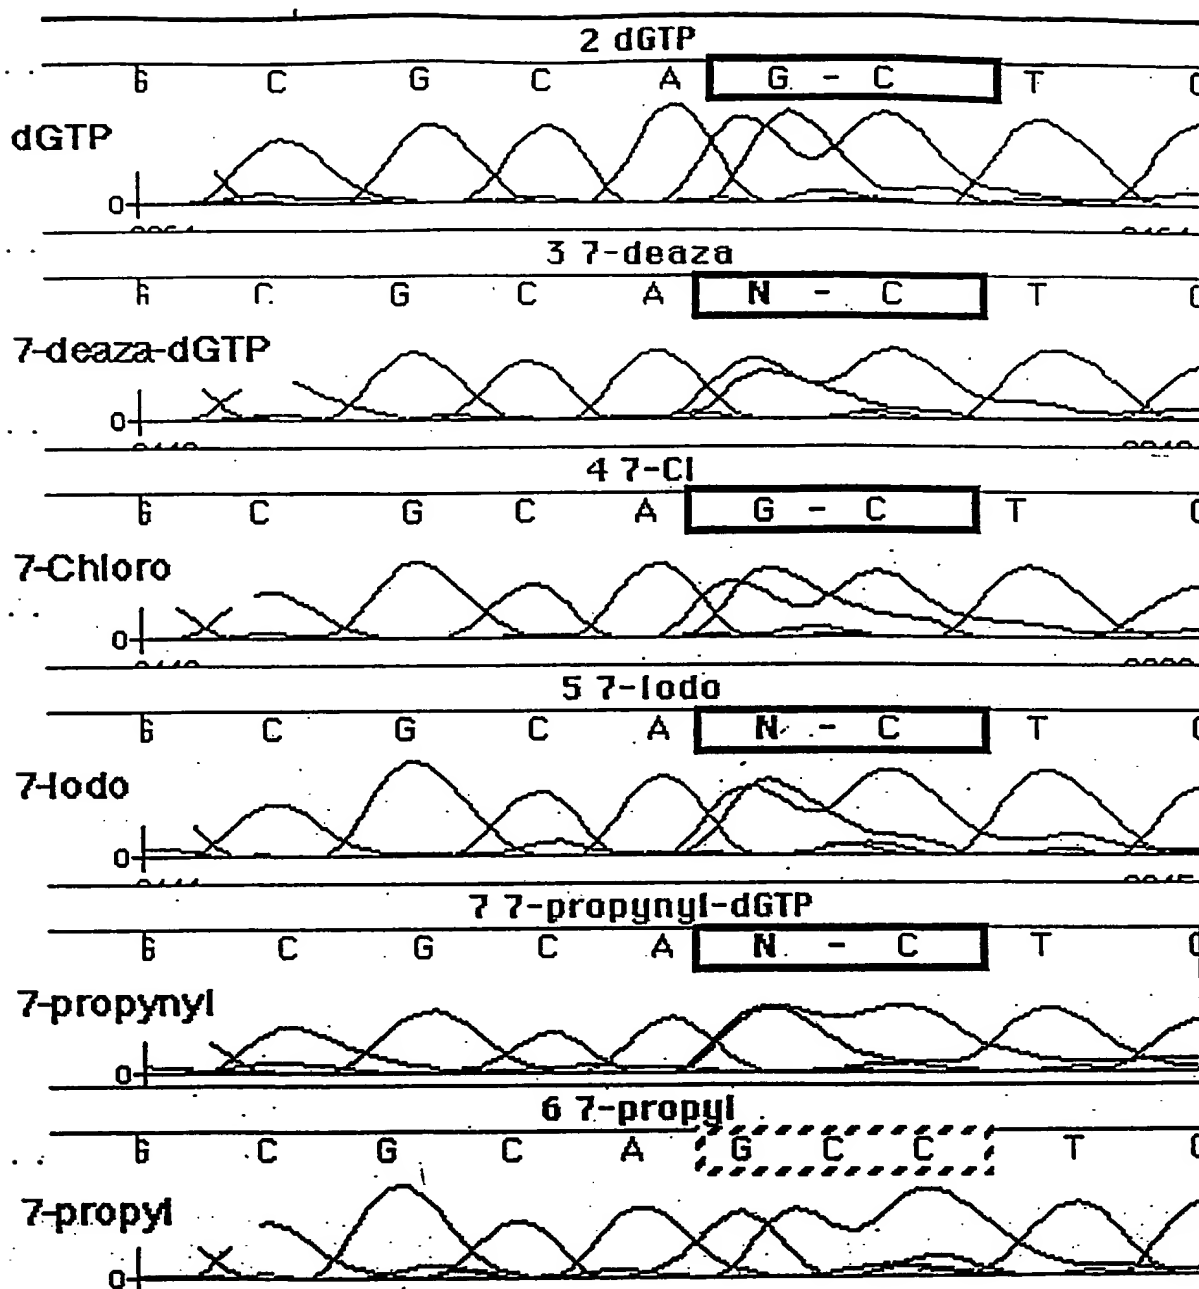 2 dGTP
G C G C A G - C T
dGTP
0
3 7-deaza
G C G C A N - C T
7-deaza-dGTP
0
4 7-Cl
G C G C A G - C T
7-Chloro
0
5 7-Iodo
G C G C A N - C T
7-Iodo
0
7 7-propynyl-dGTP
G C G C A N - C T
7-propynyl
0
6 7-propyl
G C G C A G C C T
7-propyl
0